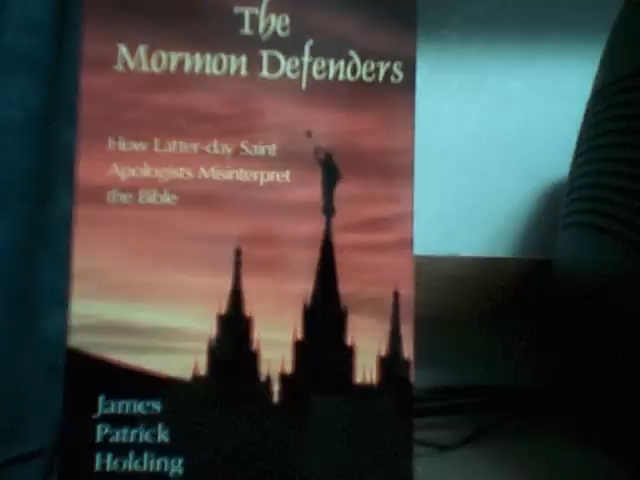 The
Mormon Defenders
How Latter-day Saint
Apologists Misinterpret
the Bible
James
Patrick
Holding